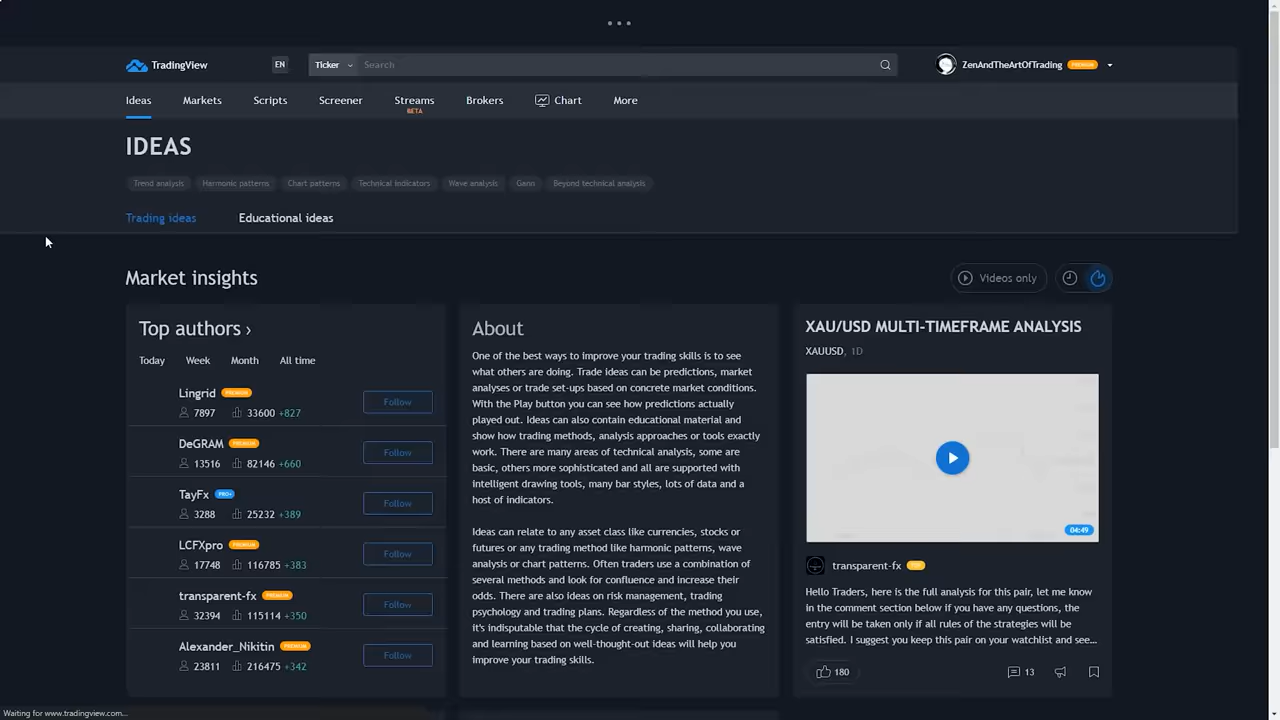 TradingView
EN
Ticker
Search
ZenAndTheArtOfTrading PREMIUM
Ideas
Markets
Scripts
Screener
Streams
BETA
Brokers
Chart
More
IDEAS
Trend analysis
Harmonic patterns
Chart patterns
Technical indicators
Wave analysis
Gann
Beyond technical analysis
Trading ideas
Educational ideas
Market insights
Videos only
Top authors ›
Today
Week
Month
All time
Lingrid PREMIUM
7897 33600 +827
Follow
DeGRAM PREMIUM
13516 82146 +660
Follow
TayFx PRO+
3288 25232 +389
Follow
LCFXpro PREMIUM
17748 116785 +383
Follow
transparent-fx PREMIUM
32394 115114 +350
Follow
Alexander_Nikitin PREMIUM
23811 216475 +342
Follow
About
One of the best ways to improve your trading skills is to see
what others are doing. Trade ideas can be predictions, market
analyses or trade set-ups based on concrete market conditions.
With the Play button you can see how predictions actually
played out. Ideas can also contain educational material and
show how trading methods, analysis approaches or tools exactly
work. There are many areas of technical analysis, some are
basic, others more sophisticated and all are supported with
intelligent drawing tools, many bar styles, lots of data and a
host of indicators.
Ideas can relate to any asset class like currencies, stocks or
futures or any trading method like harmonic patterns, wave
analysis or chart patterns. Often traders use a combination of
several methods and look for confluence and increase their
odds. There are also ideas on risk management, trading
psychology and trading plans. Regardless of the method you use,
it's indisputable that the cycle of creating, sharing, collaborating
and learning based on well-thought-out ideas will help you
improve your trading skills.
XAU/USD MULTI-TIMEFRAME ANALYSIS
XAUUSD, 1D
04:49
transparent-fx TOP
Hello Traders, here is the full analysis for this pair, let me know
in the comment section below if you have any questions, the
entry will be taken only if all rules of the strategies will be
satisfied. I suggest you keep this pair on your watchlist and see...
180
13
Waiting for www.tradingview.com...